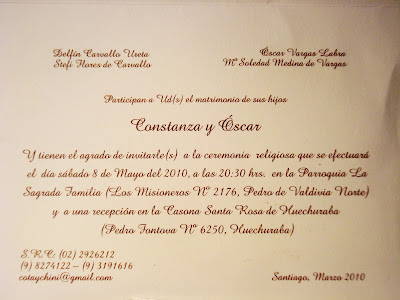 Delfín Carvallo Ureta
Stefi Flores de Carvallo
Óscar Vargas Labra
Mª Soledad Medina de Vargas
Participan a Ud(s) el matrimonio de sus hijos
Constanza y Óscar
Y tienen el agrado de invitarle(s) a la ceremonia religiosa que se efectuará
el día sábado 8 de Mayo del 2010, a las 20:30 hrs. en la Parroquia La
Sagrada Familia (Los Misioneros Nº 2176, Pedro de Valdivia Norte)
y a una recepción en la Casona Santa Rosa de Huechuraba
(Pedro Fontova Nº 6250, Huechuraba)
S.R.C: (02) 2926212
(9) 8274122 – (9) 3191616
cotaychini@gmail.com
Santiago, Marzo 2010